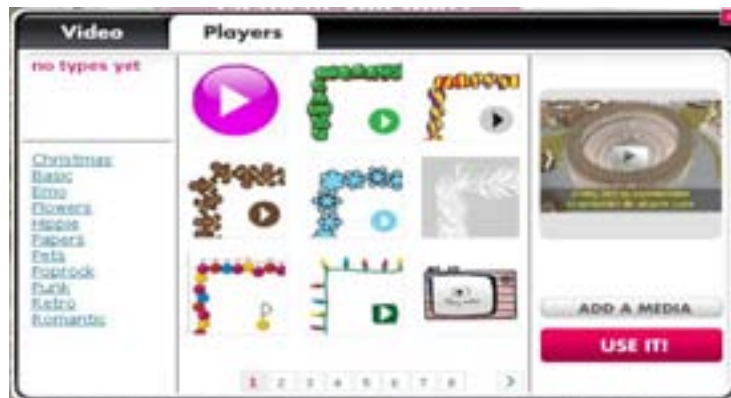 Video
Players
no types yet
Christmas
Basic
Emo
Flowers
Hippie
Papers
Pets
Poprock
Punk
Retro
Romantic
1 2 3 4 5 6 7 8 >
ADD A MEDIA
USE IT!